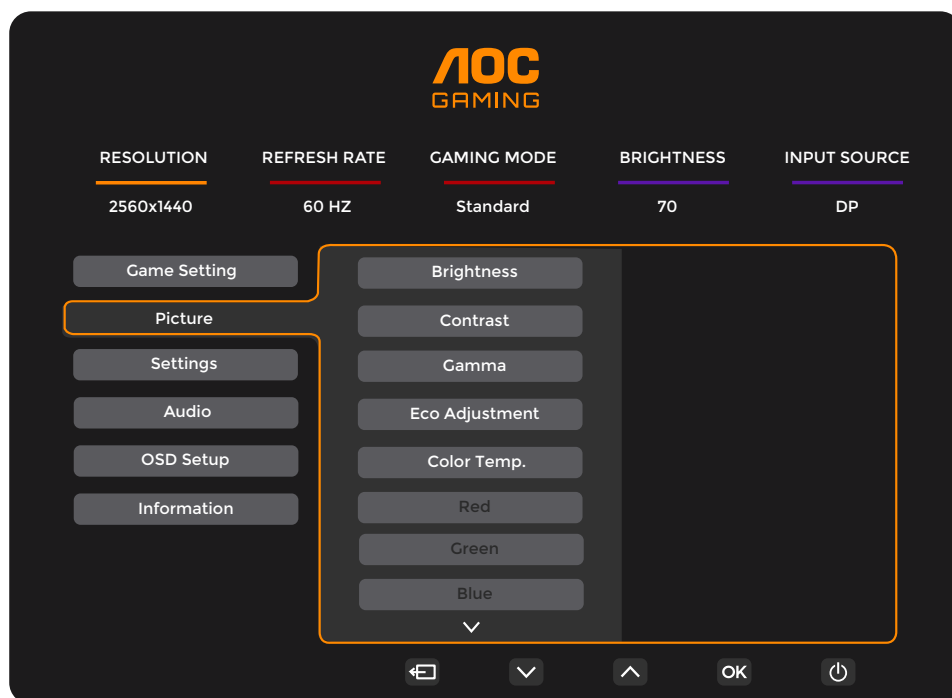 AOC
GAMING
RESOLUTION REFRESH RATE GAMING MODE BRIGHTNESS INPUT SOURCE
2560x1440 60 HZ Standard 70 DP
Game Setting
Picture
Settings
Audio
OSD Setup
Information
Brightness
Contrast
Gamma
Eco Adjustment
Color Temp.
Red
Green
Blue
OK